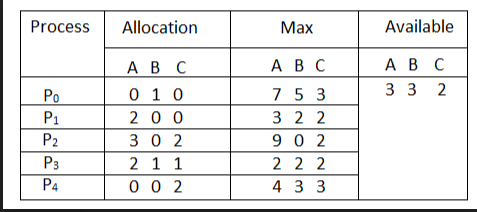 Process Allocation Max Available
A B C A B C A B C
P0 0 1 0 7 5 3 3 3 2
P1 2 0 0 3 2 2
P2 3 0 2 9 0 2
P3 2 1 1 2 2 2
P4 0 0 2 4 3 3